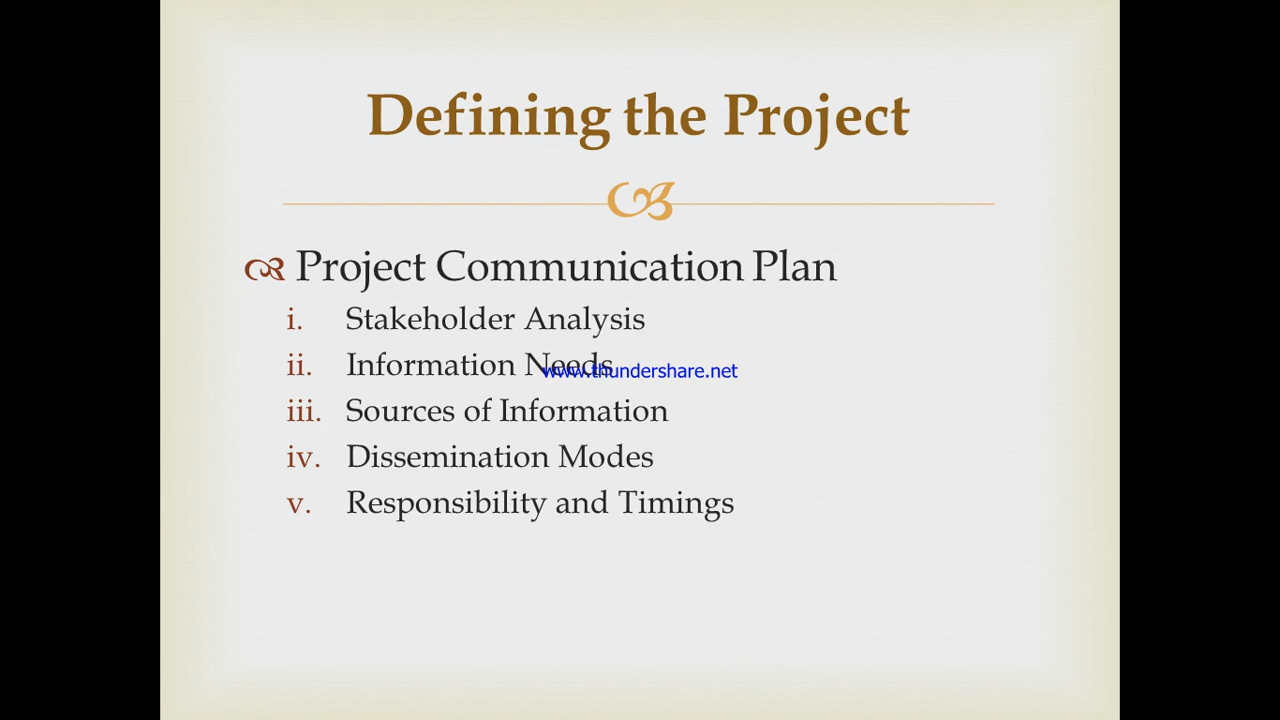 Defining the Project
Project Communication Plan
i. Stakeholder Analysis
ii. Information Needs
www.thundershare.net
iii. Sources of Information
iv. Dissemination Modes
v. Responsibility and Timings